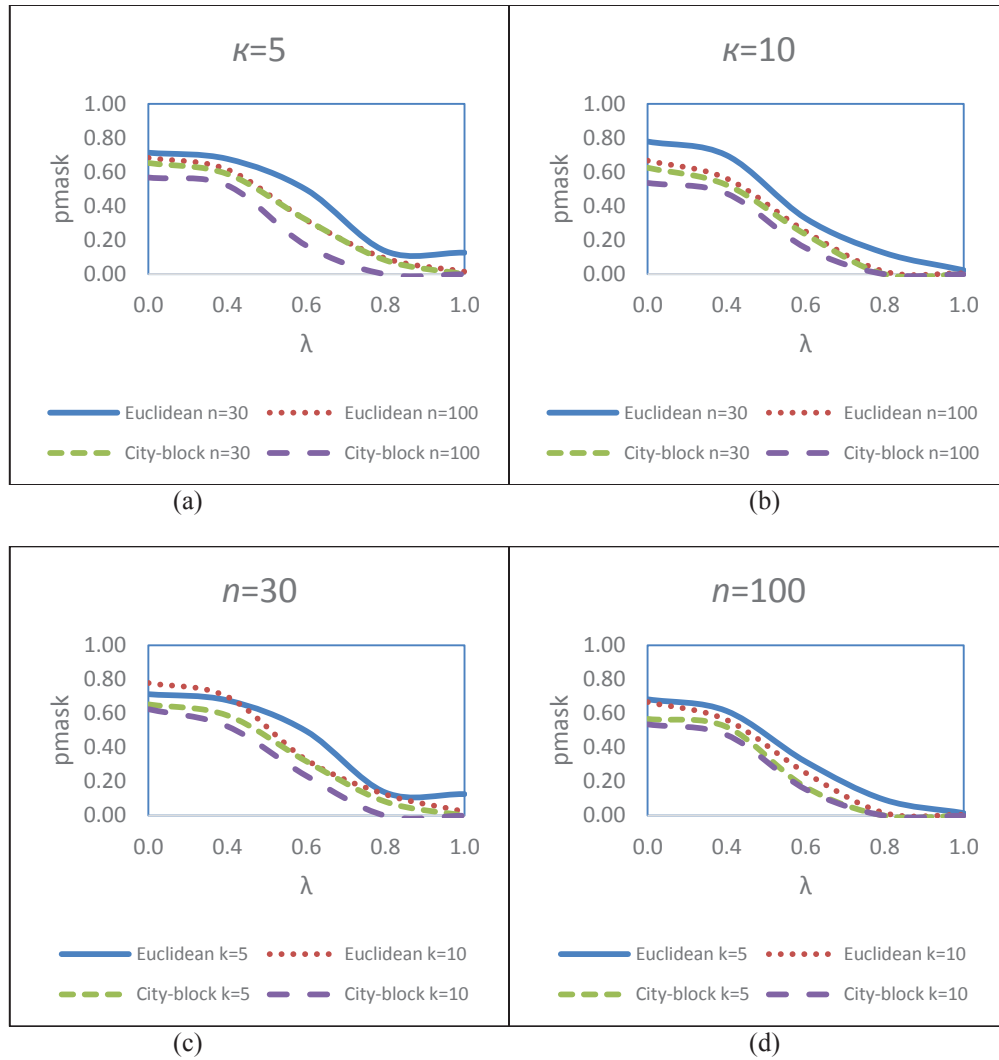 κ=5
1.00
0.80
0.60
0.40
0.20
0.00
pmask
0.0 0.4 0.6 0.8 1.0
λ
Euclidean n=30 Euclidean n=100
City-block n=30 City-block n=100
(a)
κ=10
1.00
0.80
0.60
0.40
0.20
0.00
pmask
0.0 0.4 0.6 0.8 1.0
λ
Euclidean n=30 Euclidean n=100
City-block n=30 City-block n=100
(b)
n=30
1.00
0.80
0.60
0.40
0.20
0.00
pmask
0.0 0.4 0.6 0.8 1.0
λ
Euclidean k=5 Euclidean k=10
City-block k=5 City-block k=10
(c)
n=100
1.00
0.80
0.60
0.40
0.20
0.00
pmask
0.0 0.4 0.6 0.8 1.0
λ
Euclidean k=5 Euclidean k=10
City-block k=5 City-block k=10
(d)